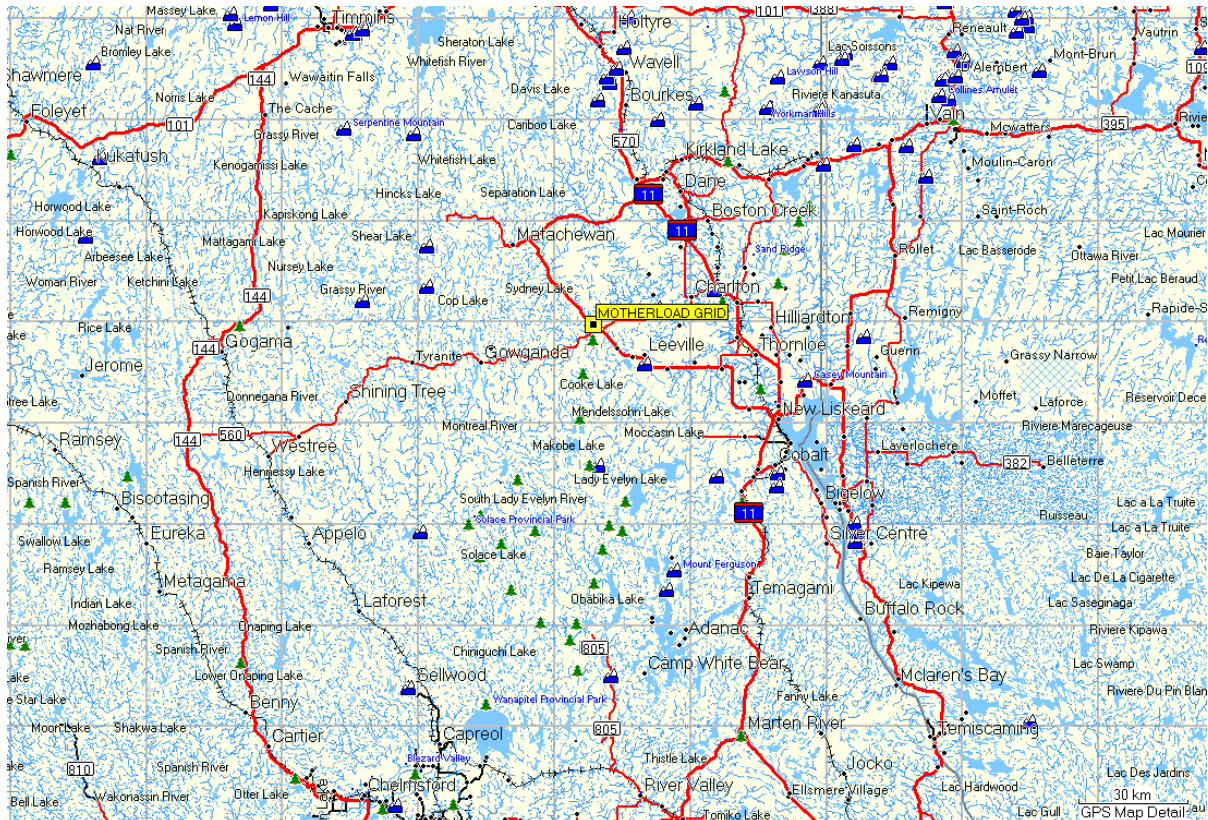 Massey Lake
Lemon Hill
Timmins
Holtyre
101
388
Reneault
Nat River
Sheraton Lake
Vautrin
Bromley Lake
Whitefish River
Wavell
Lac Soissons
Mont-Brun
hawmere
144
Wawaitin Falls
Lawson Hill
D'Alembert
109
Norris Lake
Davis Lake
Bourkes
Riviere Kanasuta
Collines Amulet
Foleyet
The Cache
Workman Hills
101
Serpentine Mountain
Cariboo Lake
395
Grassy River
570
Mcwatters
Kukatush
Kenogamissi Lake
Whitefish Lake
Kirkland Lake
Moulin-Caron
Dane
Horwood Lake
Hincks Lake
Separation Lake
11
Kapiskong Lake
Boston Creek
Saint-Roch
Horwood Lake
Mattagami Lake
Shear Lake
Matachewan
11
Lac Mourier
Arbeesee Lake
Sand Ridge
Rollet
Lac Basserode
Ottawa River
Nursey Lake
Woman River
Ketchini Lake
Grassy River
Sydney Lake
Charlton
Petit Lac Beraud
144
Cop Lake
MOTHERLOAD GRID
Hilliardton
Remigny
Rapide-S
Rice Lake
Gogama
144
Leeville
Thornloe
Guerin
Jerome
Tyranite
Gowganda
Grassy Narrow
Casey Mountain
Shining Tree
Cooke Lake
Donnegana River
Moffet
Laforce
Reservoir Dece
tree Lake
Mendelssohn Lake
New Liskeard
Montreal River
Riviere Marecageuse
Ramsey
144
560
Westree
Moccasin Lake
Makobe Lake
Cobalt
Laverlochere
382
Belleterre
Hennessy Lake
Spanish River
Lady Evelyn Lake
Biscotasing
South Lady Evelyn River
Bigelow
Lac a La Truite
11
Solace Provincial Park
Ruisseau
Eureka
Appelo
Silver Centre
Lac a La Truite
Swallow Lake
Solace Lake
Baie Taylor
Ramsey Lake
Mount Ferguson
Metagama
Temagami
Lac Kipewa
Lac De La Cigarette
Indian Lake
Laforest
Obabika Lake
Buffalo Rock
Lac Saseginaga
Mozhabong Lake
Onaping Lake
Adanac
Riviere Kipawa
iver
Spanish River
Chiniguchi Lake
805
Camp White Bear
Lac Swamp
ake
Lower Onaping Lake
Sellwood
Mclaren's Bay
e Star Lake
Benny
Wanapitei Provincial Park
Fanny Lake
Riviere Du Pin Blan
Moon Lake
Shakwa Lake
805
Marten River
Temiscaming
Cartier
Capreol
ake
810
Spanish River
Blezard Valley
Thistle Lake
Jocko
Lac Des Jardins
Chelmsford
River Valley
Lac Hardwood
Bell Lake
Wakonassin River
Otter Lake
Ellsmere Village
30 km
Tomiko Lake
Lac Gull
GPS Map Detail
au